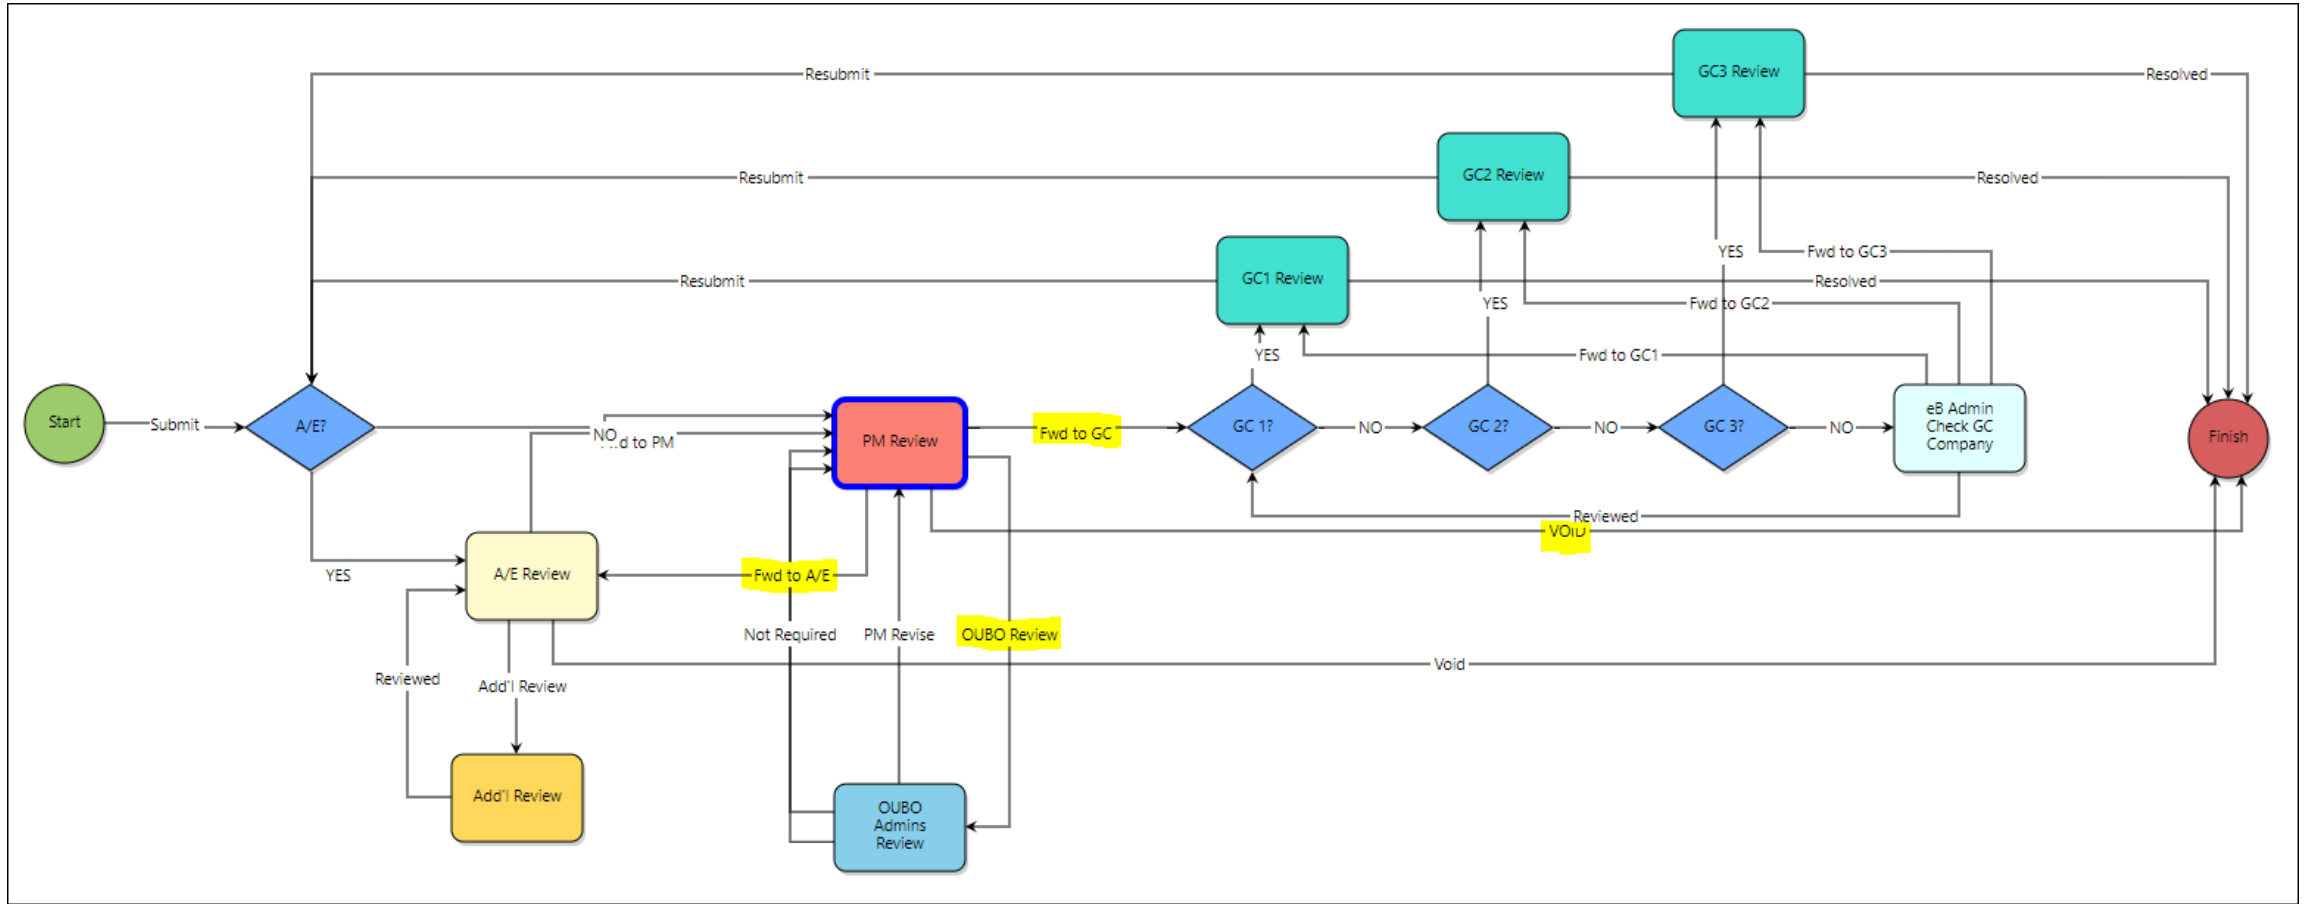 GC3 Review
Resubmit
Resolved
GC2 Review
Resubmit
Resolved
YES
Fwd to GC3
GC1 Review
Resubmit
Resolved
YES
Fwd to GC2
YES
Fwd to GC1
Start
Submit
A/E?
NO
to PM
PM Review
Fwd to GC
GC 1?
NO
GC 2?
NO
GC 3?
NO
eB Admin
Check GC
Company
Finish
Reviewed
VOID
YES
A/E Review
Fwd to A/E
Not Required
PM Revise
OUBO Review
Void
Reviewed
Add'l Review
Add'l Review
OUBO
Admins
Review